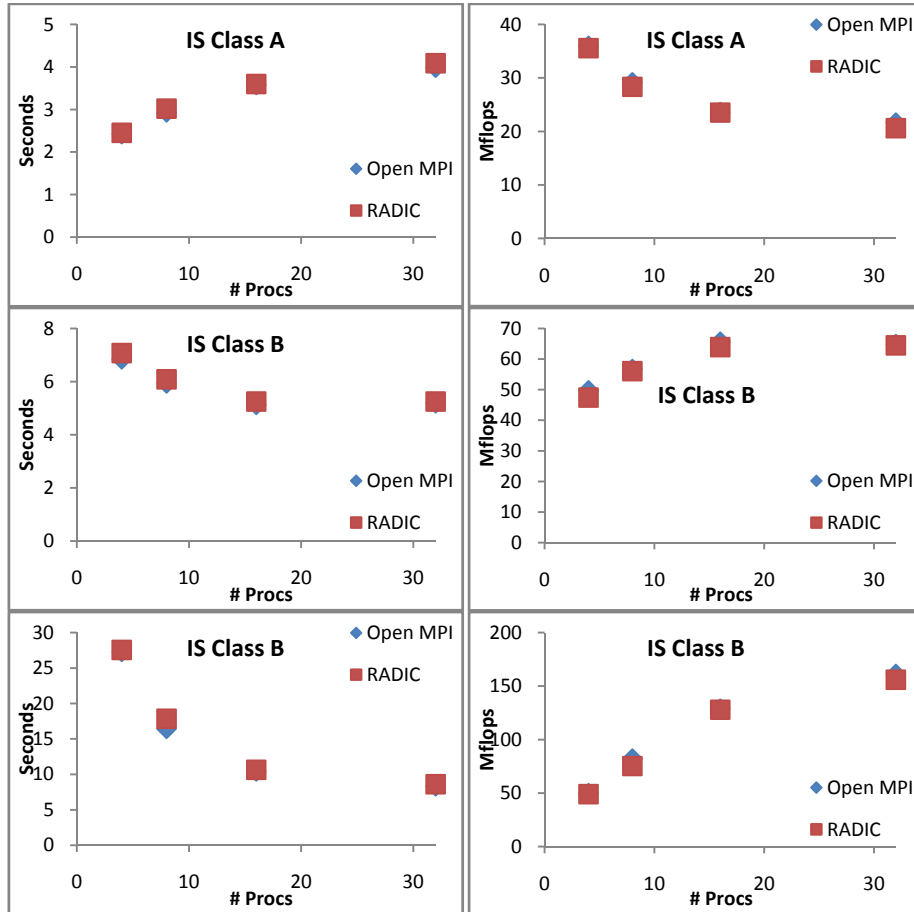 IS Class A
Seconds
5
4
3
2
1
0
Open MPI
RADIC
0 10 20 30
# Procs
IS Class A
Mflops
40
30
20
10
0
Open MPI
RADIC
0 10 20 30
# Procs
IS Class B
Seconds
8
6
4
2
0
Open MPI
RADIC
0 10 20 30
# Procs
IS Class B
Mflops
70
60
50
40
30
20
10
0
Open MPI
RADIC
0 10 20 30
# Procs
IS Class B
Seconds
30
25
20
15
10
5
0
Open MPI
RADIC
0 10 20 30
# Procs
IS Class B
Mflops
200
150
100
50
0
Open MPI
RADIC
0 10 20 30
# Procs